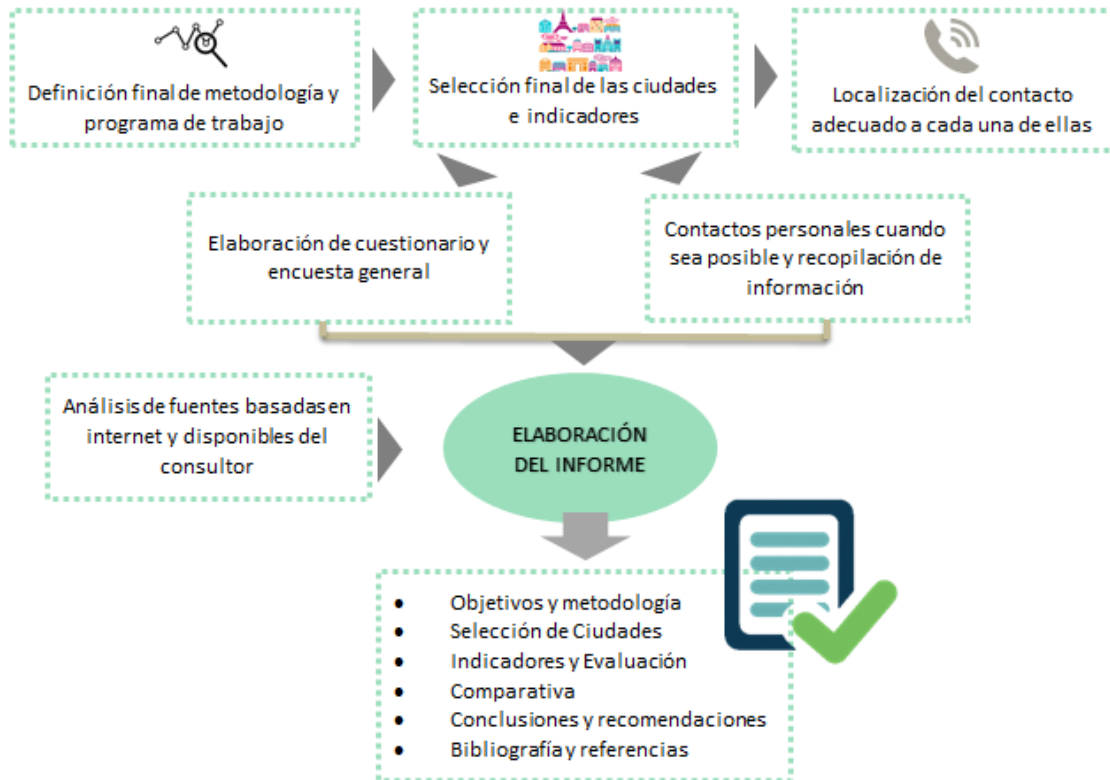 Definición final de metodología y
programa de trabajo
Selección final de las ciudades
e indicadores
Localización del contacto
adecuado a cada una de ellas
Elaboración de cuestionario y
encuesta general
Contactos personales cuando
sea posible y recopilación de
información
Análisis de fuentes basadas en
internet y disponibles del
consultor
ELABORACIÓN
DEL INFORME
• Objetivos y metodología
• Selección de Ciudades
• Indicadores y Evaluación
• Comparativa
• Conclusiones y recomendaciones
• Bibliografía y referencias